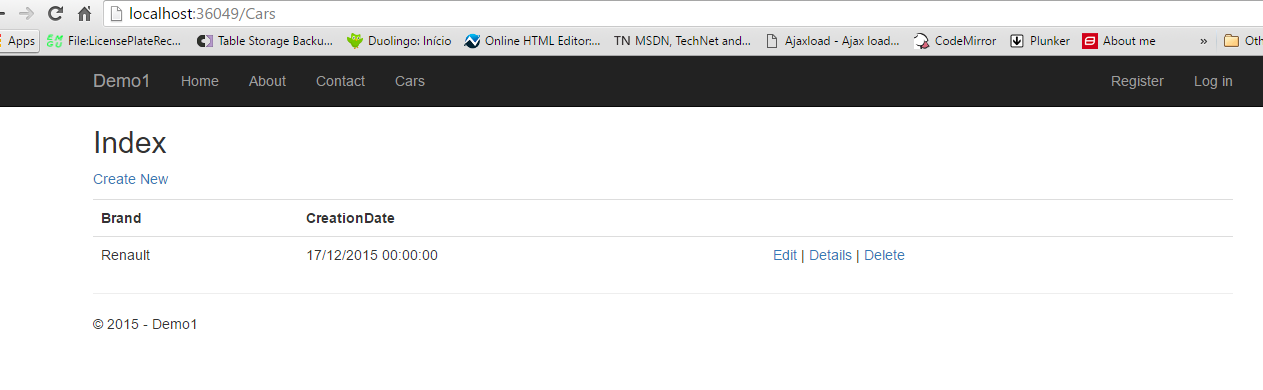 localhost:36049/Cars
Apps File:LicensePlateRec... Table Storage Backu... Duolingo: Início Online HTML Editor:... TN MSDN, TechNet and... Ajaxload - Ajax load... CodeMirror Plunker About me » Oth
Demo1 Home About Contact Cars Register Log in
Index
Create New
Brand CreationDate
Renault 17/12/2015 00:00:00 Edit | Details | Delete
© 2015 - Demo1